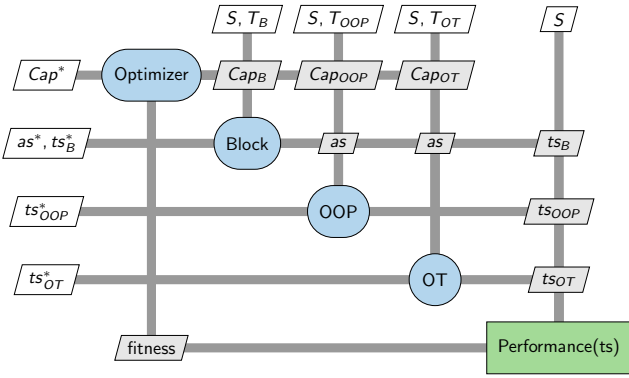 S, T_B S, T_OOP S, T_OT S
Cap* Optimizer Cap_B Cap_OOP Cap_OT
as*, ts*_B Block as as ts_B
ts*_OOP OOP ts_OOP
ts*_OT OT ts_OT
fitness Performance(ts)